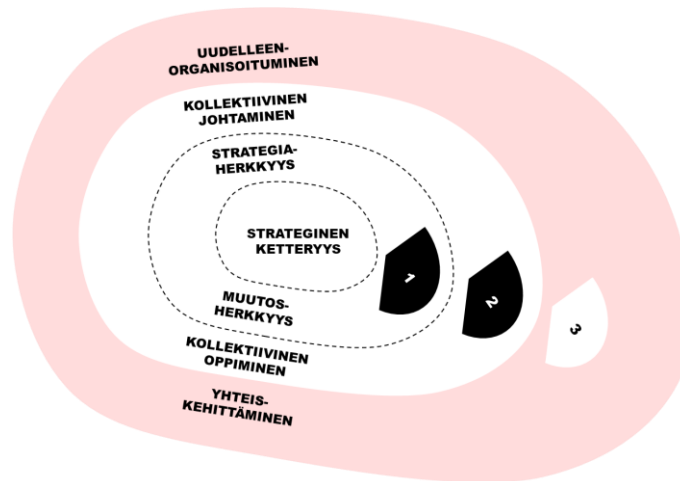 UUDELLEEN-
ORGANISOITUMINEN
KOLLEKTIIVINEN
JOHTAMINEN
STRATEGIA-
HERKKYYS
STRATEGINEN
KETTERYYS
1
2
3
MUUTOS-
HERKKYYS
KOLLEKTIIVINEN
OPPIMINEN
YHTEIS-
KEHITTÄMINEN